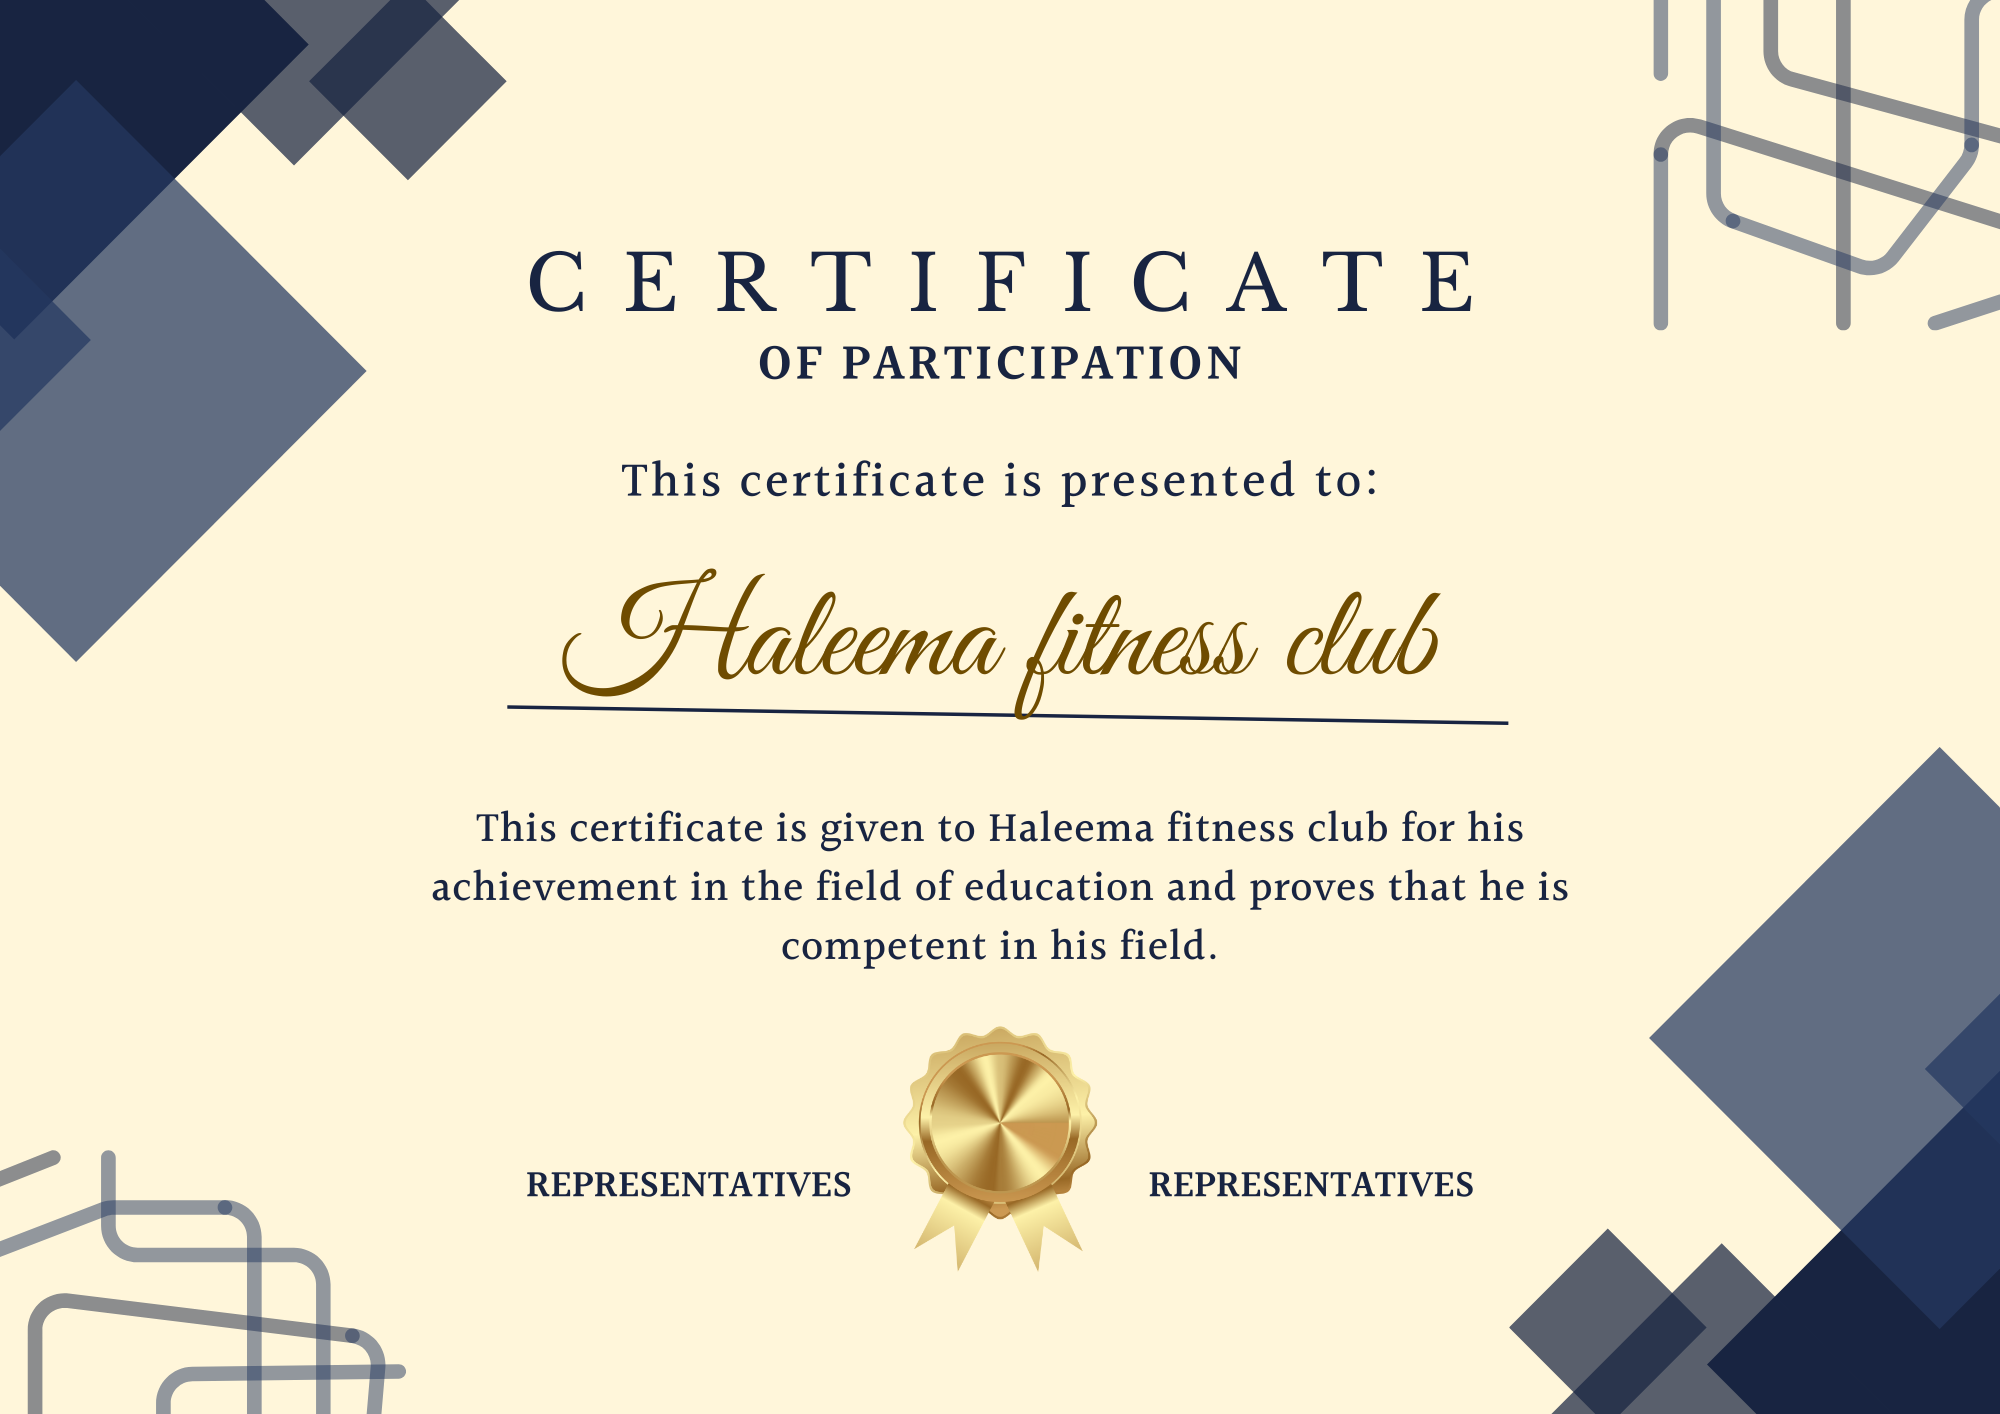 CERTIFICATE
OF PARTICIPATION
This certificate is presented to:
Haleema fitness club
This certificate is given to Haleema fitness club for his
achievement in the field of education and proves that he is
competent in his field.
REPRESENTATIVES
REPRESENTATIVES